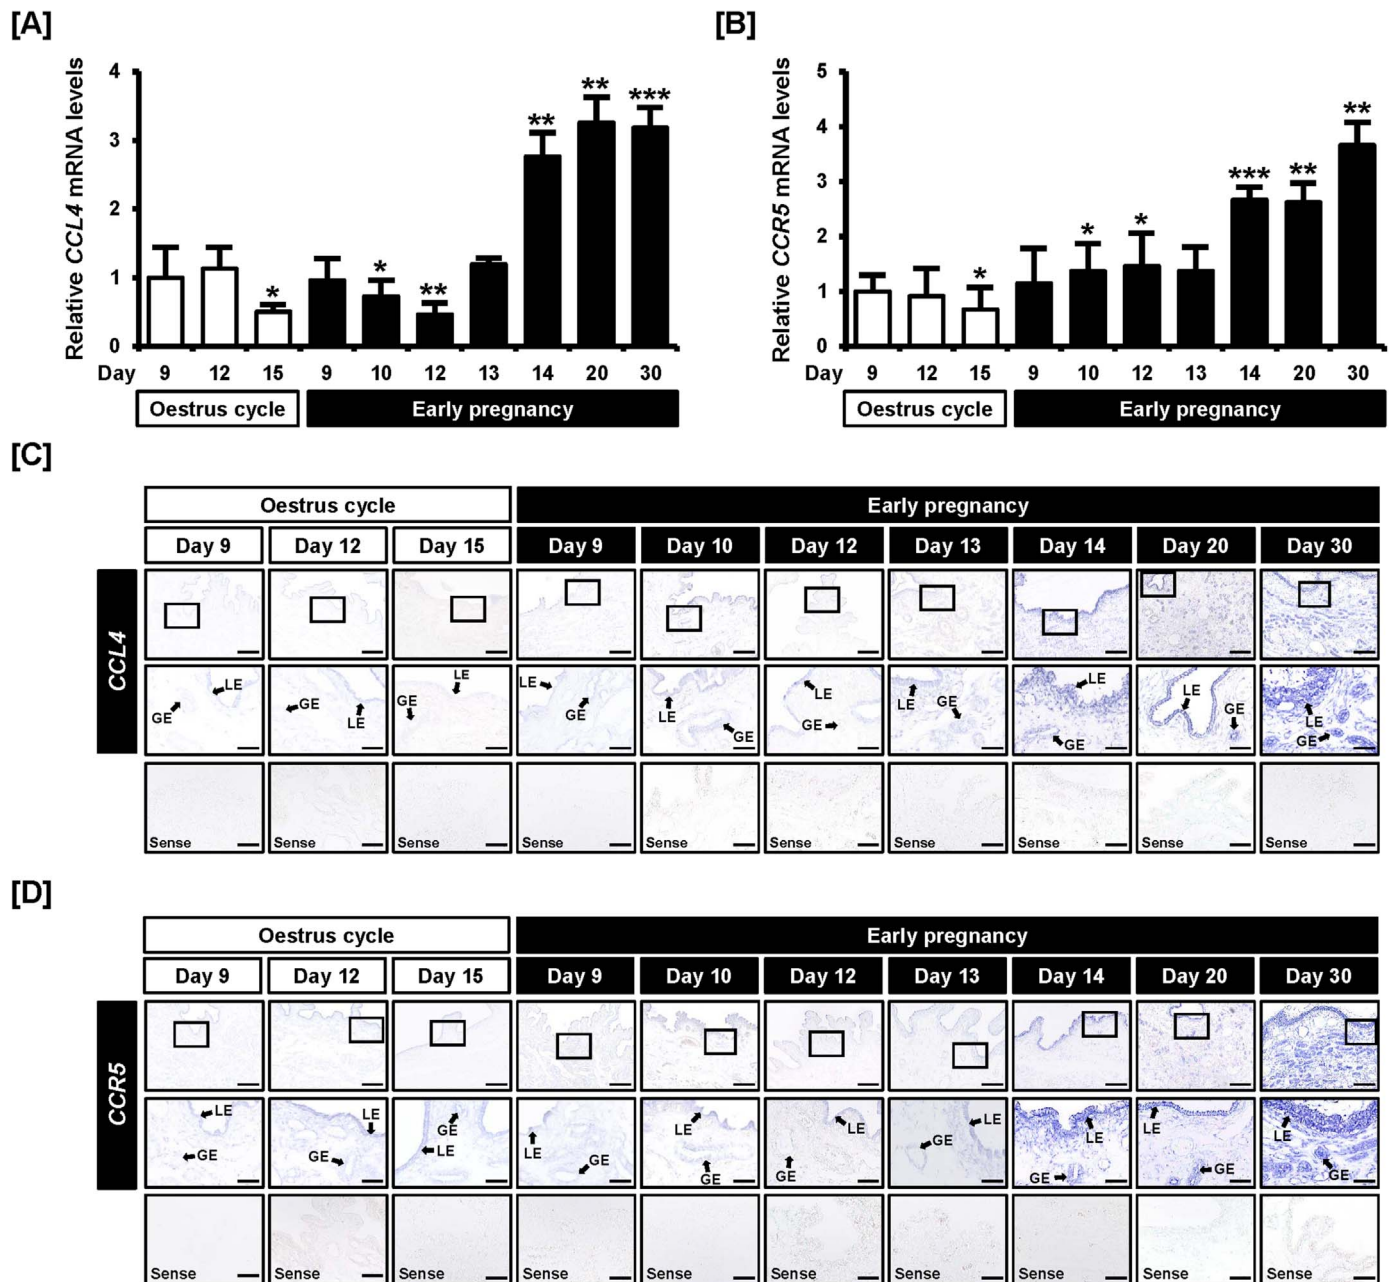 [A]
Relative CCL4 mRNA levels
4
3
2
1
0
* * ** ** ** ***
Day 9 12 15 9 10 12 13 14 20 30
Oestrus cycle Early pregnancy
[B]
Relative CCR5 mRNA levels
5
4
3
2
1
0
* * * *** ** **
Day 9 12 15 9 10 12 13 14 20 30
Oestrus cycle Early pregnancy
[C]
Oestrus cycle Early pregnancy
Day 9 Day 12 Day 15 Day 9 Day 10 Day 12 Day 13 Day 14 Day 20 Day 30
CCL4
GE LE
GE LE
LE GE
LE GE
LE GE
LE GE
LE GE
LE GE
LE GE
LE GE
Sense Sense Sense Sense Sense Sense Sense Sense Sense Sense
[D]
Oestrus cycle Early pregnancy
Day 9 Day 12 Day 15 Day 9 Day 10 Day 12 Day 13 Day 14 Day 20 Day 30
CCR5
LE GE
LE GE
GE LE
LE GE
LE GE
LE GE
LE GE
LE GE
LE GE
LE GE
Sense Sense Sense Sense Sense Sense Sense Sense Sense Sense